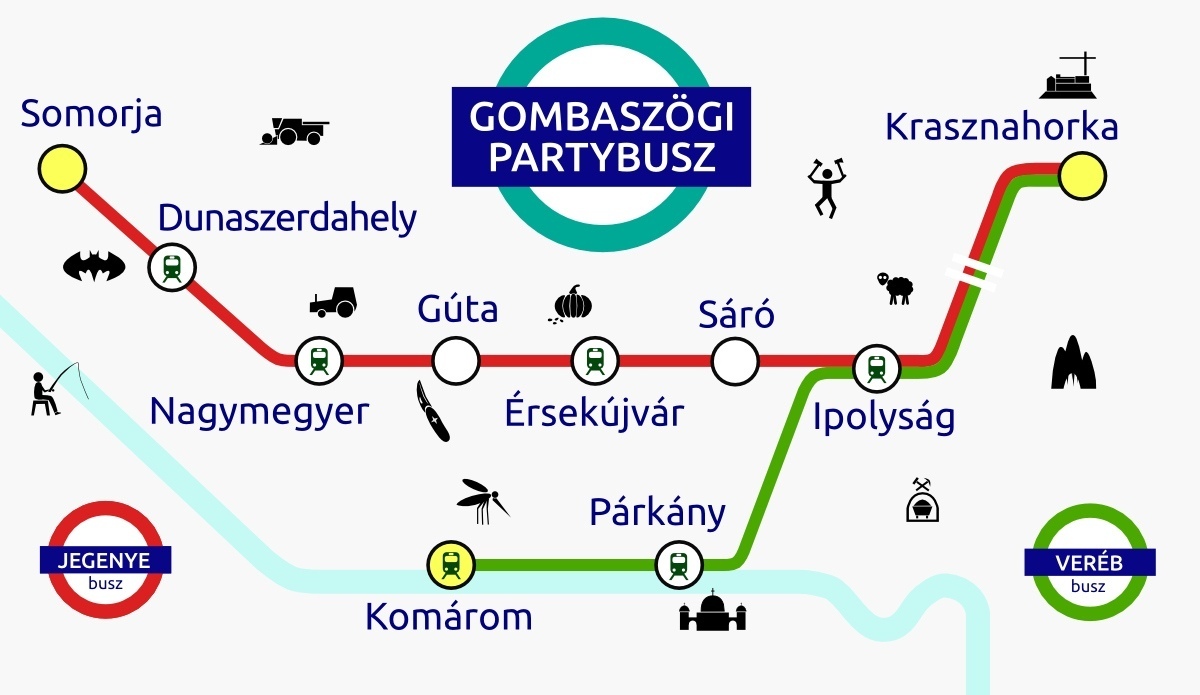 GOMBASZÖGI
PARTYBUSZ
Somorja
Krasznahorka
Dunaszerdahely
Gúta
Sáró
Nagymegyer
Érsekújvár
Ipolyság
Párkány
Komárom
JEGENYE
busz
VERÉB
busz